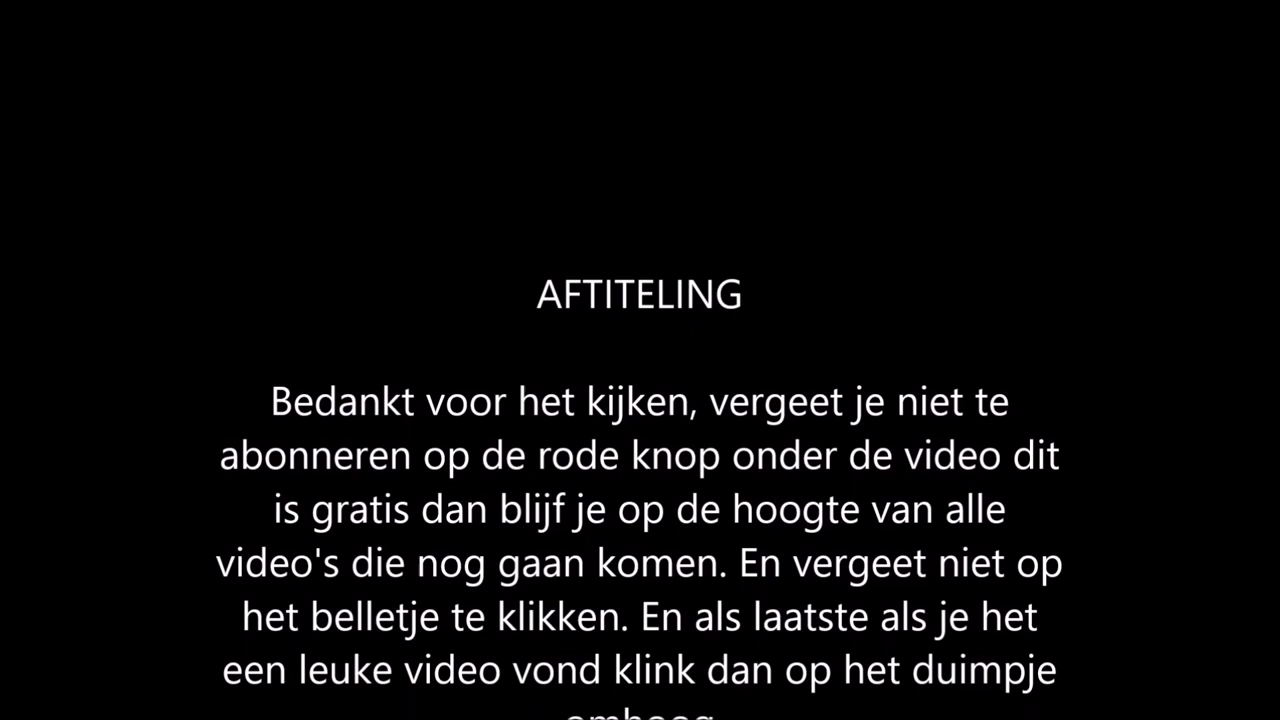 AFTITELING
Bedankt voor het kijken, vergeet je niet te
abonneren op de rode knop onder de video dit
is gratis dan blijf je op de hoogte van alle
video's die nog gaan komen. En vergeet niet op
het belletje te klikken. En als laatste als je het
een leuke video vond klink dan op het duimpje
omhoog